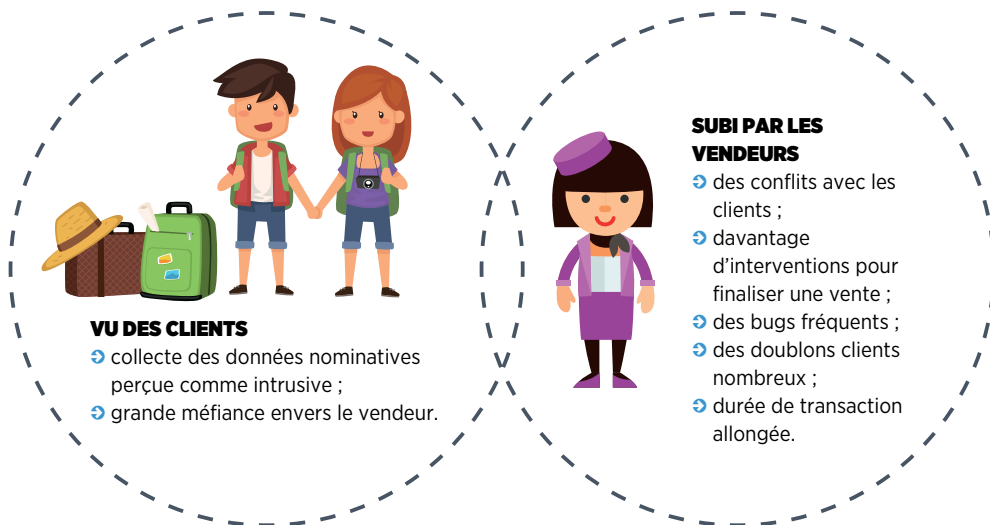 VU DES CLIENTS
collecte des données nominatives
perçue comme intrusive ;
grande méfiance envers le vendeur.
SUBI PAR LES
VENDEURS
des conflits avec les
clients ;
davantage
d’interventions pour
finaliser une vente ;
des bugs fréquents ;
des doublons clients
nombreux ;
durée de transaction
allongée.